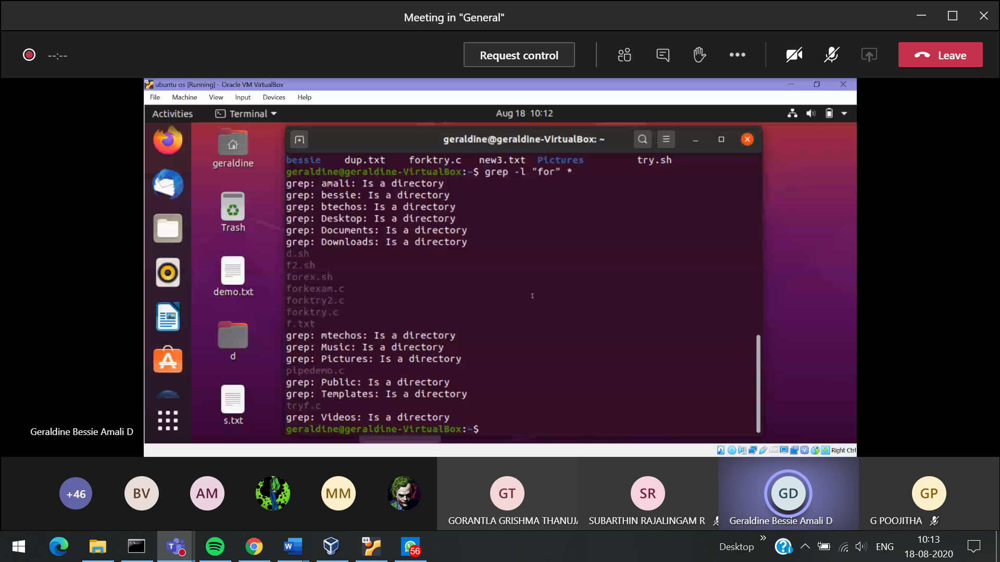 Meeting in "General"
--:--
Request control
Leave
ubuntu os [Running] - Oracle VM VirtualBox
File Machine View Input Devices Help
Activities Terminal Aug 18 10:12
geraldine@geraldine-VirtualBox: ~
geraldine
Trash
demo.txt
d
s.txt
bessie dup.txt forktry.c new3.txt Pictures try.sh
geraldine@geraldine-VirtualBox:~$ grep -l "for" *
grep: amali: Is a directory
grep: bessie: Is a directory
grep: btechos: Is a directory
grep: Desktop: Is a directory
grep: Documents: Is a directory
grep: Downloads: Is a directory
d.sh
f2.sh
forex.sh
forkexam.c
forktry2.c
forktry.c
f.txt
grep: mtechos: Is a directory
grep: Music: Is a directory
grep: Pictures: Is a directory
pipedemo.c
grep: Public: Is a directory
grep: Templates: Is a directory
tryf.c
grep: Videos: Is a directory
geraldine@geraldine-VirtualBox:~$
Right Ctrl
Geraldine Bessie Amali D
+46 BV AM MM GT SR GD GP
GORANTLA GRISHMA THANUJA SUBARTHIN RAJALINGAM R Geraldine Bessie Amali D G POOJITHA
64
56
Desktop
ENG
10:13
18-08-2020